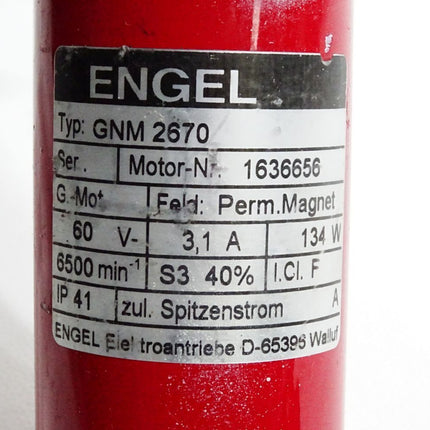 ENGEL
Typ: GNM 2670
Ser. Motor-Nr. 1636656
G.-Mot Feld: Perm.Magnet
60 V- 3,1 A 134 W
6500 min⁻¹ S3 40% I.Cl. F
IP 41 zul. Spitzenstrom A
ENGEL Elektroantriebe D-65396 Walluf